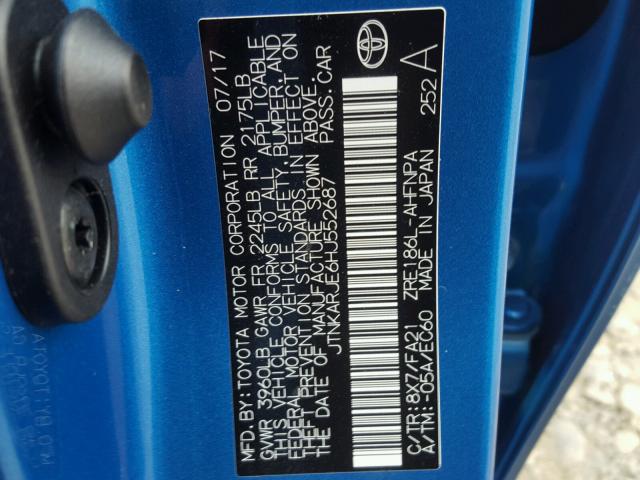 MFD.BY:TOYOTA MOTOR CORPORATION 07/17
GVWR 3960LB GAWR FR 2245LB RR 2175LB
THIS VEHICLE CONFORMS TO ALL APPLICABLE
FEDERAL MOTOR VEHICLE SAFETY, BUMPER,AND
THEFT PREVENTION STANDARDS IN EFFECT ON
THE DATE OF MANUFACTURE SHOWN ABOVE.
JTNKARJE6HJ552687 PASS.CAR
C/TR:8X7/FA21 ZRE186L-AHFNPA
A/TM:-05A/EC60 MADE IN JAPAN 252 A